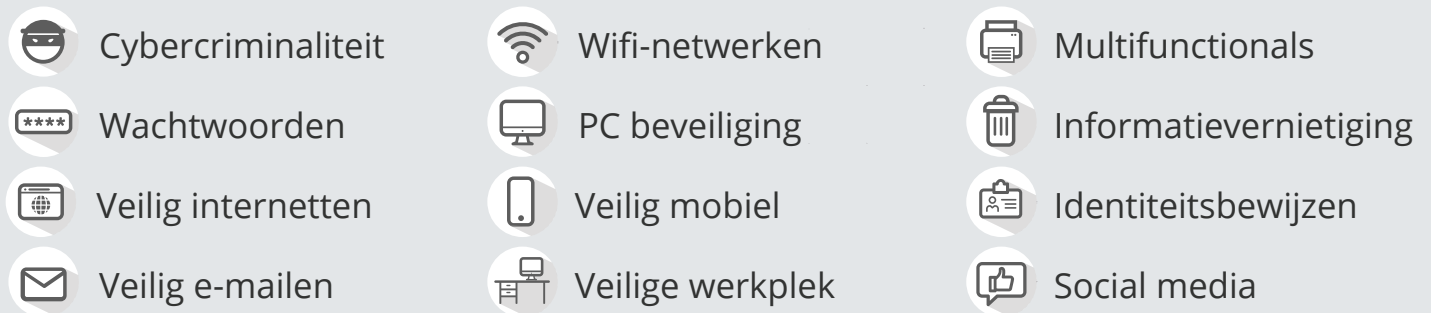 Cybercriminaliteit
Wachtwoorden
****
Veilig internetten
Veilig e-mailen
Wifi-netwerken
PC beveiliging
Veilig mobiel
Veilige werkplek
Multifunctionals
Informatievernietiging
Identiteitsbewijzen
Social media